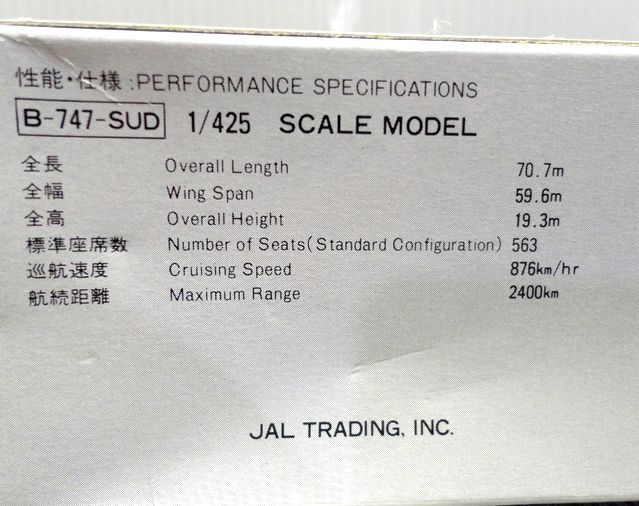 性能・仕様:PERFORMANCE SPECIFICATIONS
B-747-SUD 1/425 SCALE MODEL
全長 Overall Length 70.7m
全幅 Wing Span 59.6m
全高 Overall Height 19.3m
標準座席数 Number of Seats(Standard Configuration) 563
巡航速度 Cruising Speed 876km/hr
航続距離 Maximum Range 2400km
JAL TRADING, INC.